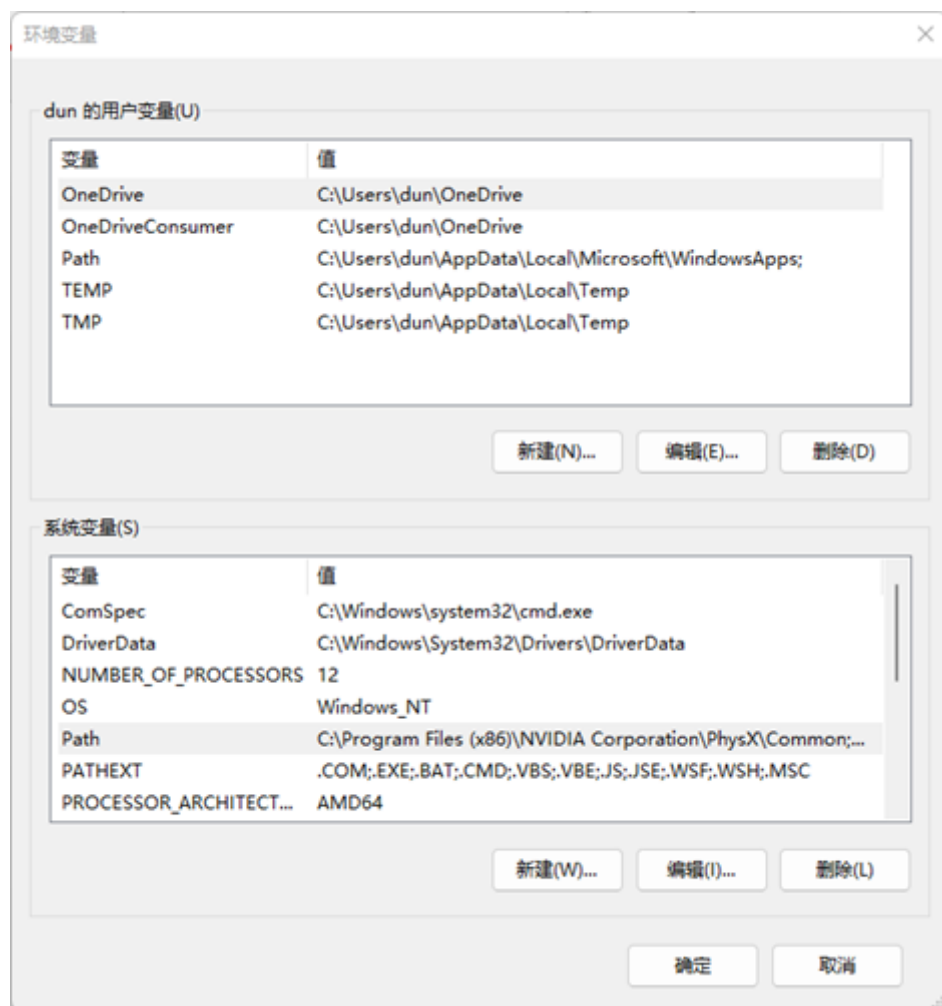 环境变量
dun 的用户变量(U)
变量 值
OneDrive C:\Users\dun\OneDrive
OneDriveConsumer C:\Users\dun\OneDrive
Path C:\Users\dun\AppData\Local\Microsoft\WindowsApps;
TEMP C:\Users\dun\AppData\Local\Temp
TMP C:\Users\dun\AppData\Local\Temp
新建(N)... 编辑(E)... 删除(D)
系统变量(S)
变量 值
ComSpec C:\Windows\system32\cmd.exe
DriverData C:\Windows\System32\Drivers\DriverData
NUMBER_OF_PROCESSORS 12
OS Windows_NT
Path C:\Program Files (x86)\NVIDIA Corporation\PhysX\Common;...
PATHEXT .COM;.EXE;.BAT;.CMD;.VBS;.VBE;.JS;.JSE;.WSF;.WSH;.MSC
PROCESSOR_ARCHITECT... AMD64
新建(W)... 编辑(I)... 删除(L)
确定 取消